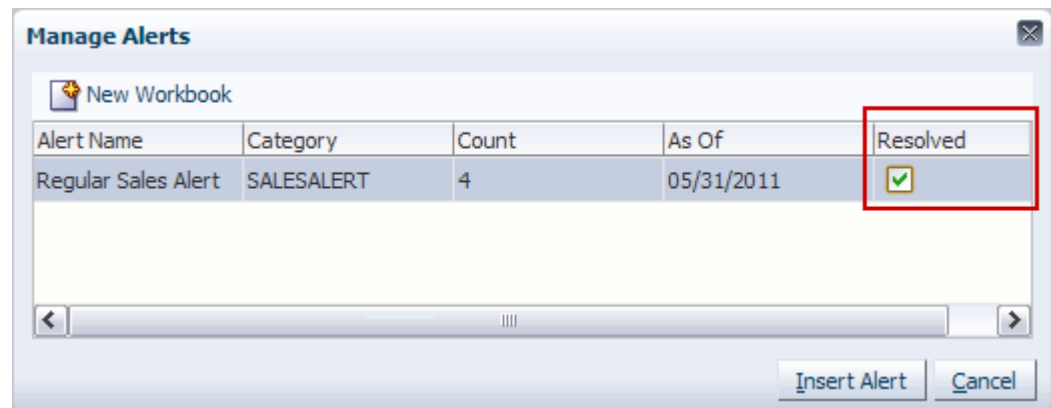 Manage Alerts
New Workbook
Alert Name Category Count As Of Resolved
Regular Sales Alert SALESALERT 4 05/31/2011
Insert Alert Cancel